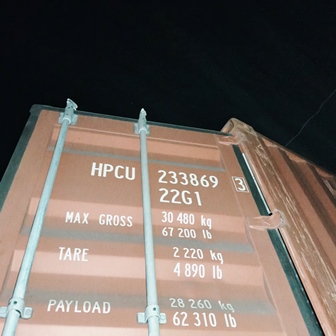 HPCU 233869 3
22G1
MAX GROSS 30 480 kg
67 200 lb
TARE 2 220 kg
4 890 lb
PAYLOAD 28 260 kg
62 310 lb